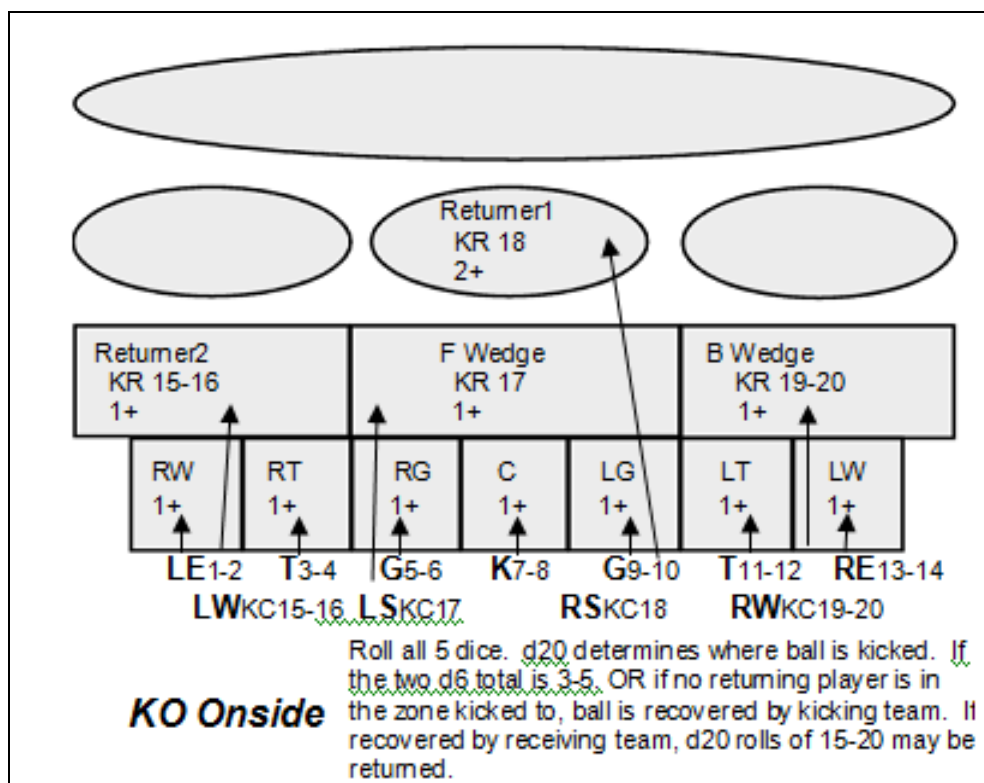 Returner1
KR 18
2+
Returner2
KR 15-16
1+
F Wedge
KR 17
1+
B Wedge
KR 19-20
1+
RW
1+
RT
1+
RG
1+
C
1+
LG
1+
LT
1+
LW
1+
LE1-2 T3-4 G5-6 K7-8 G9-10 T11-12 RE13-14
LWKC15-16 LSKC17 RSKC18 RWKC19-20
KO Onside
Roll all 5 dice. d20 determines where ball is kicked. If
the two d6 total is 3-5, OR if no returning player is in
the zone kicked to, ball is recovered by kicking team. If
recovered by receiving team, d20 rolls of 15-20 may be
returned.